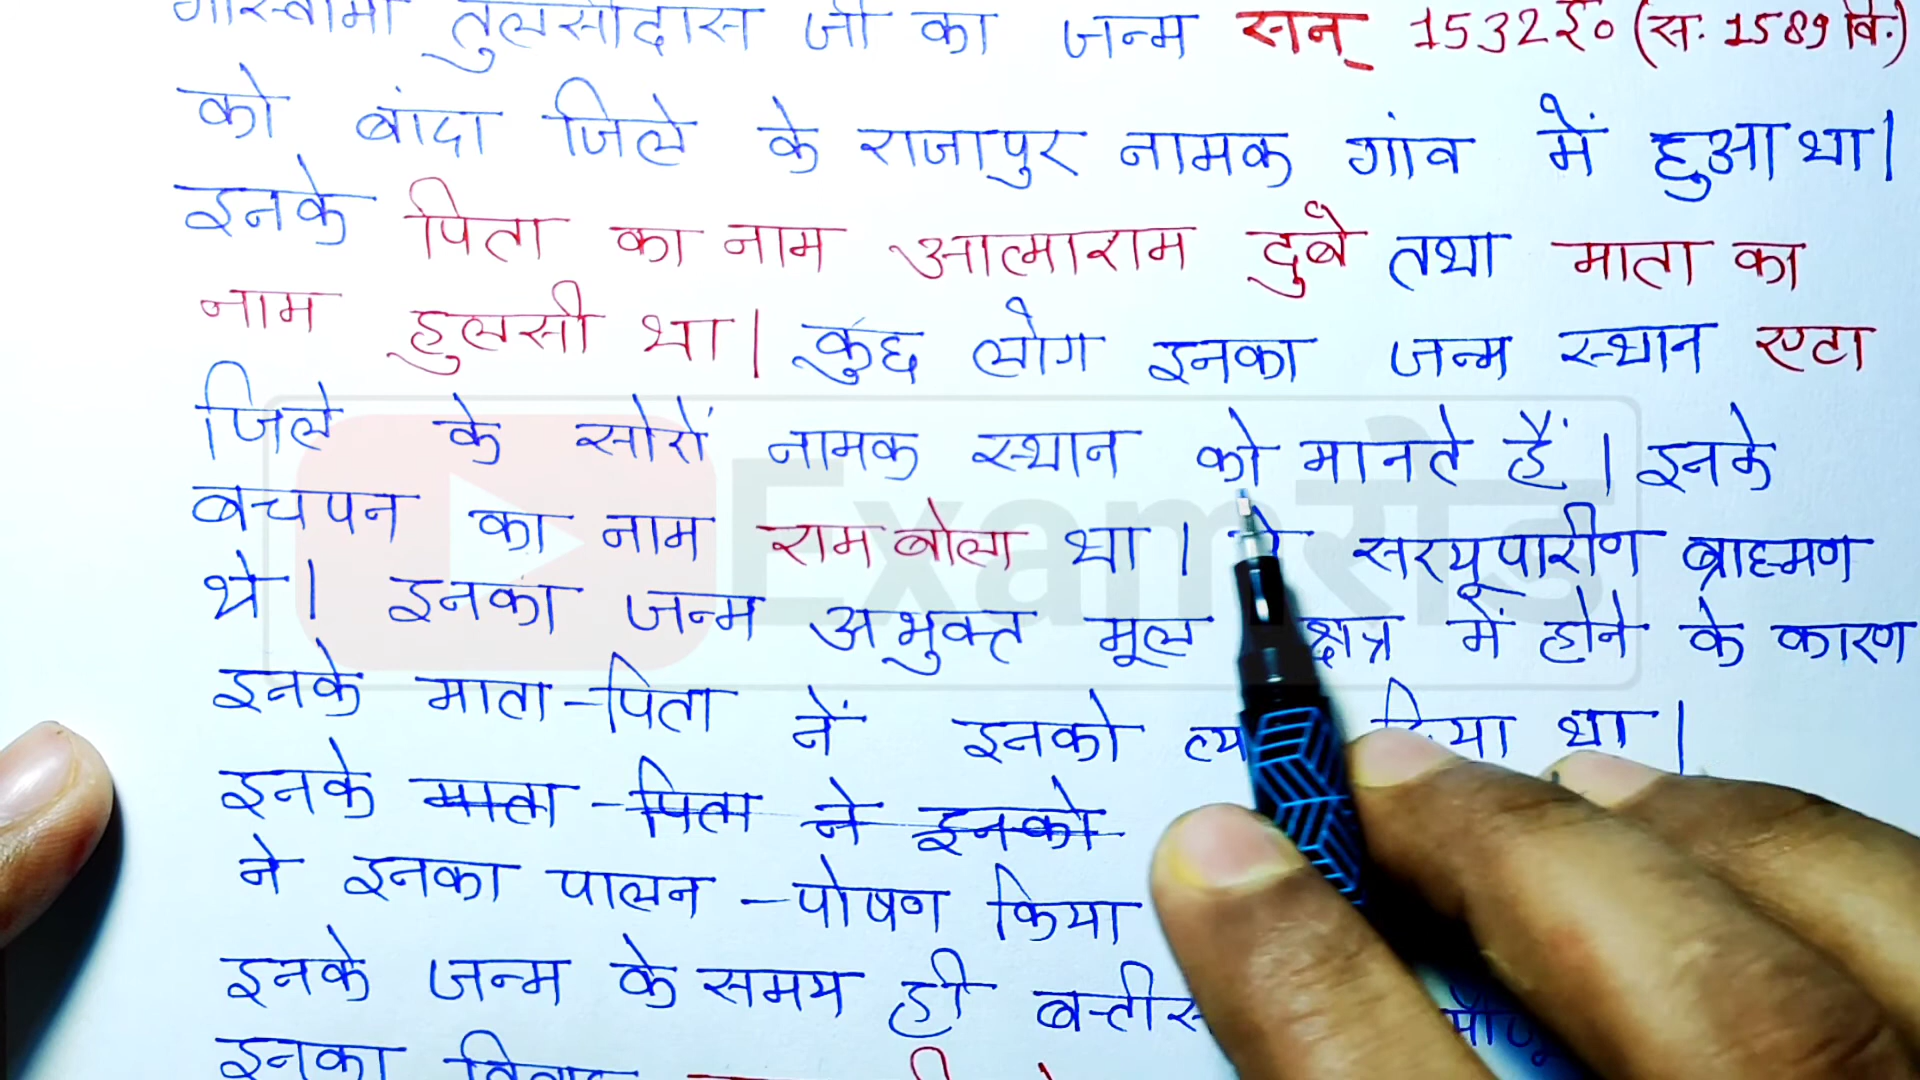 गोस्वामी तुलसीदास जी का जन्म सन् 1532 ई० (स. 1589 वि.)
को बांदा जिले के राजापुर नामक गांव में हुआ था।
इनके पिता का नाम आत्माराम दुबे तथा माता का
नाम हुलसी था। कुछ लोग इनका जन्म स्थान एटा
जिले के सोरों नामक स्थान को मानते हैं। इनके
बचपन का नाम रामबोला था। सरयूपारीण ब्राह्मण
थे। इनका जन्म अभुक्त मूल में होने के कारण
इनके माता-पिता नें इनको था।
इनके माता-पिता ने इनको
ने इनका पालन-पोषण किया
इनके जन्म के समय ही
इनका
Examरोड